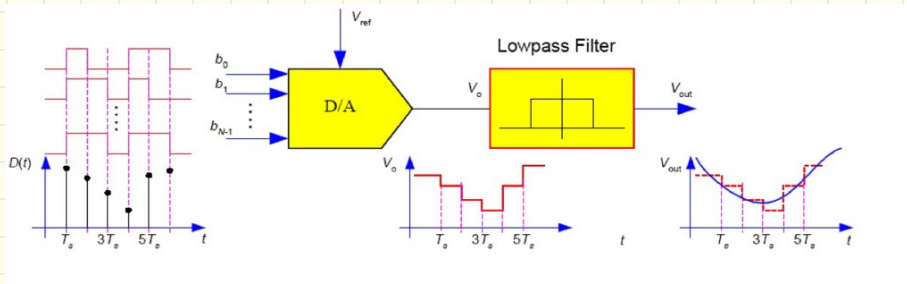 V_ref
Lowpass Filter
b_0
b_1
D/A
V_o
V_out
b_N-1
D(t)
V_o
V_out
T_s 3T_s 5T_s t
T_s 3T_s 5T_s t
T_s 3T_s 5T_s t